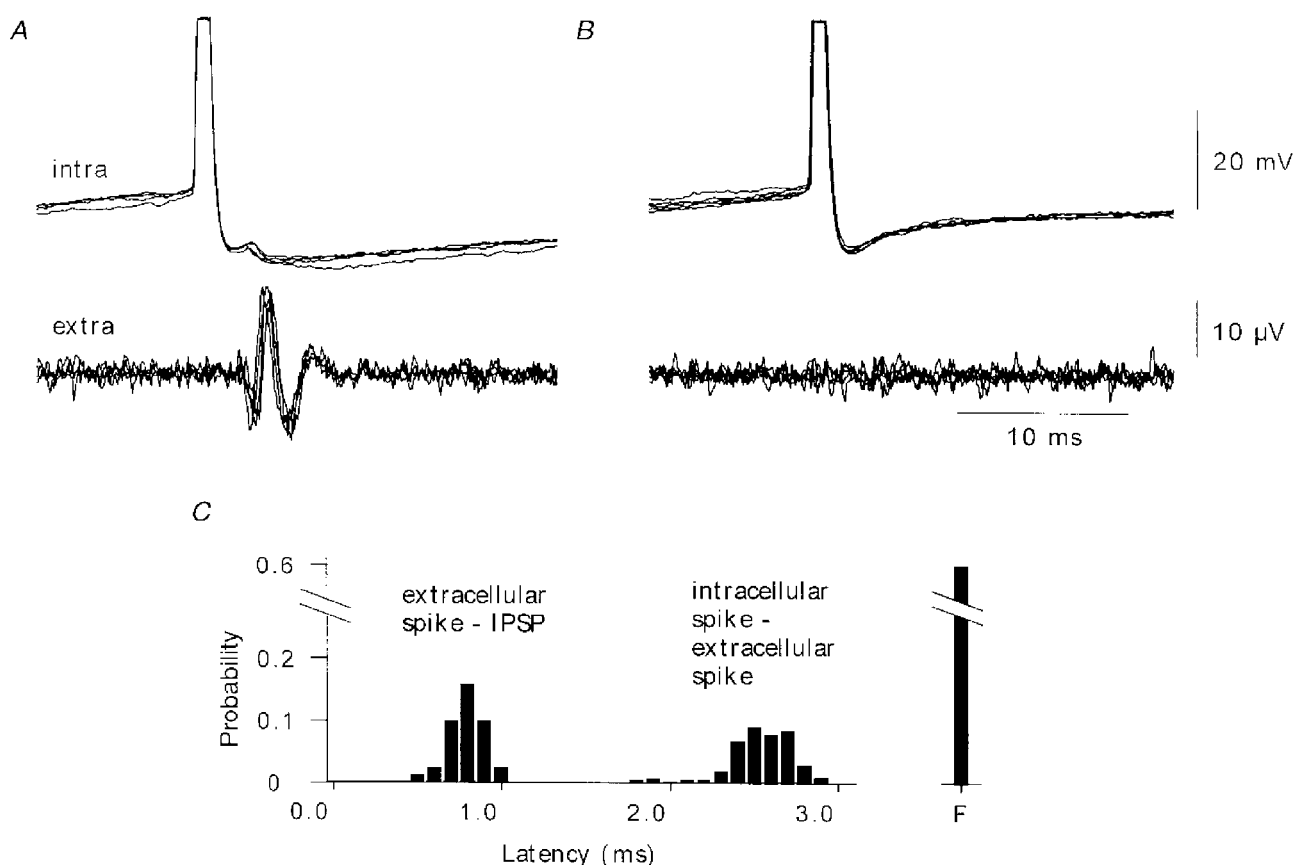 A
B
intra
20 mV
extra
10 µV
10 ms
C
0.6
extracellular
spike - IPSP
intracellular
spike -
extracellular
spike
Probability
0.2
0.1
0
0.0
1.0
2.0
3.0
F
Latency (ms)